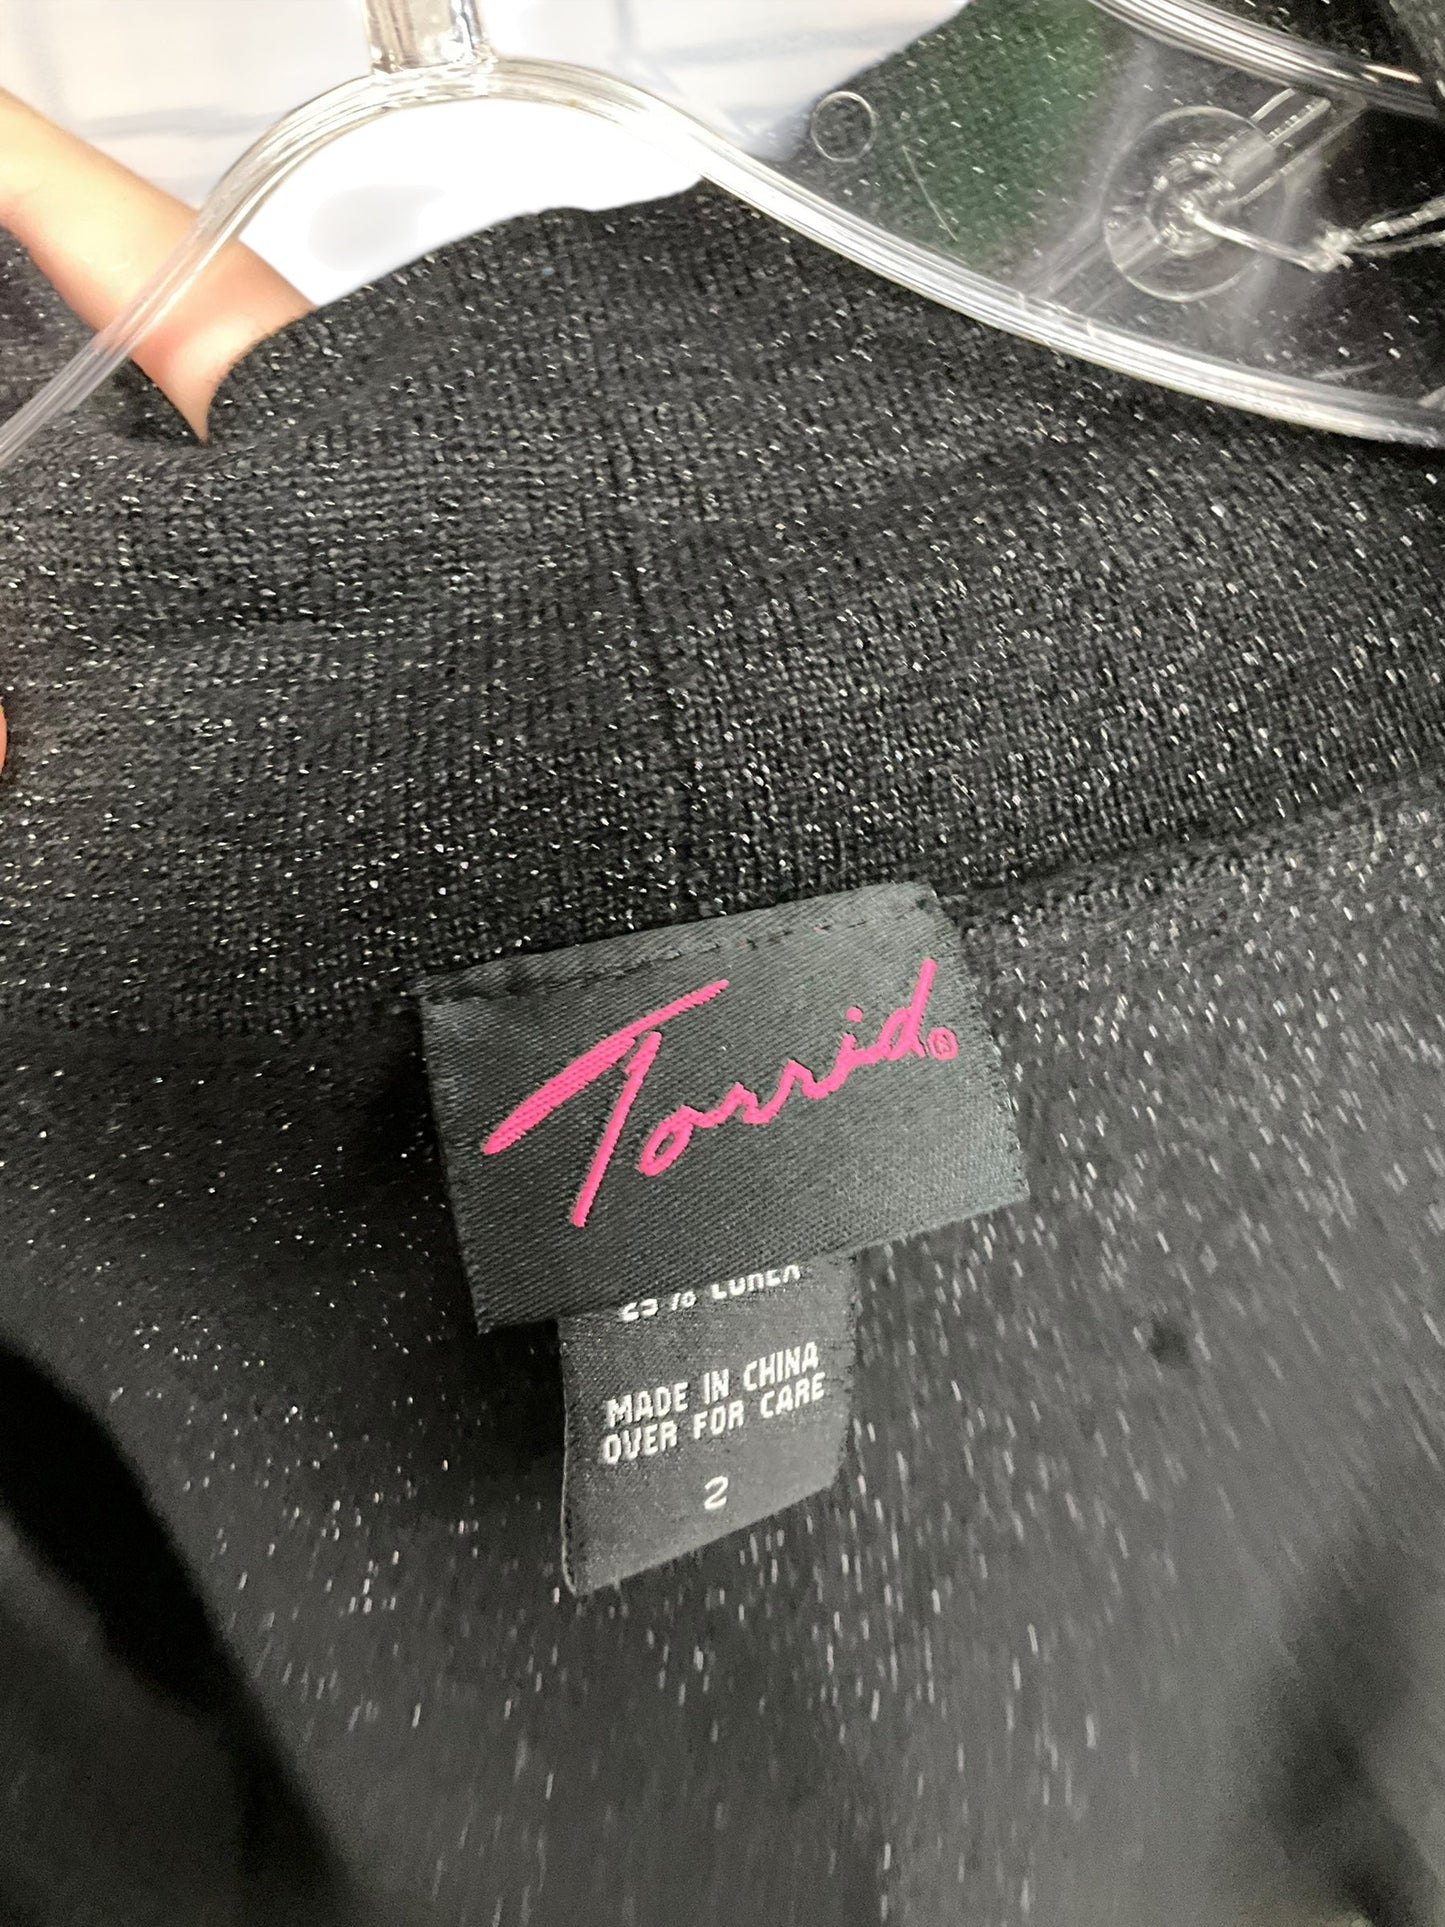 Torrid®
MADE IN CHINA
OVER FOR CARE
2